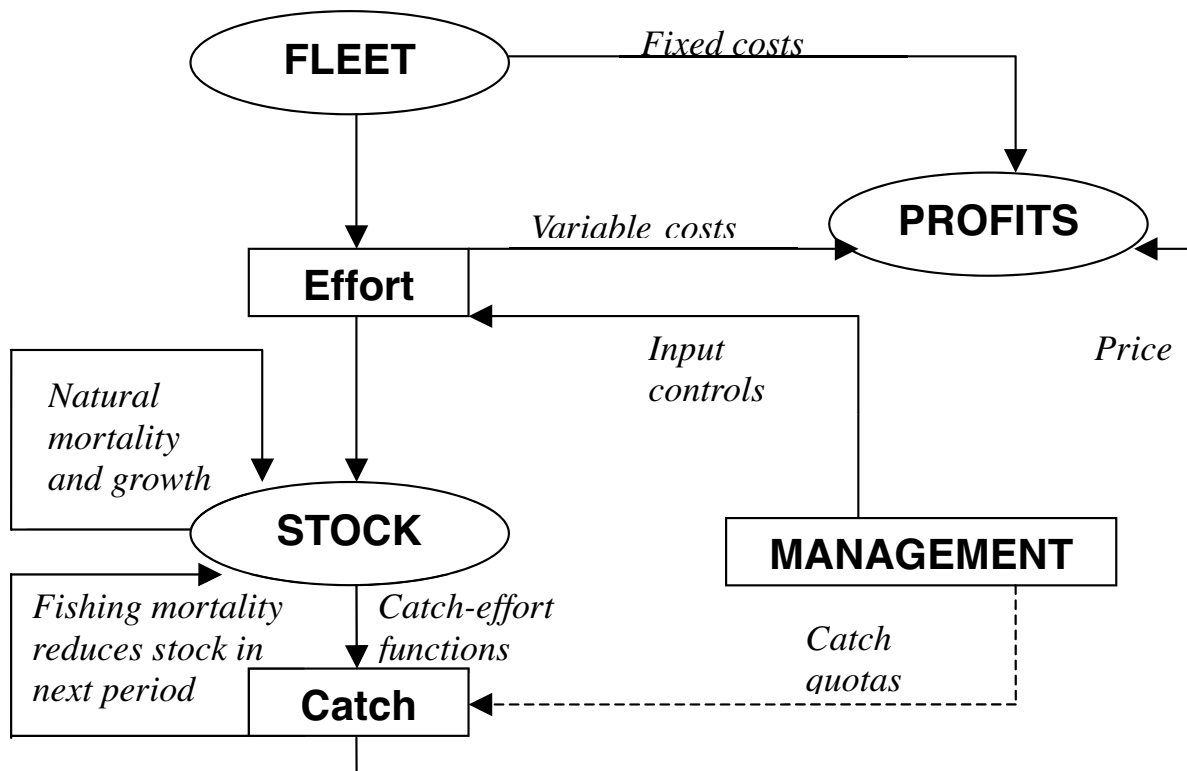 FLEET
Fixed costs
PROFITS
Variable costs
Effort
Input
controls
Price
Natural
mortality
and growth
STOCK
MANAGEMENT
Fishing mortality
reduces stock in
next period
Catch-effort
functions
Catch
quotas
Catch